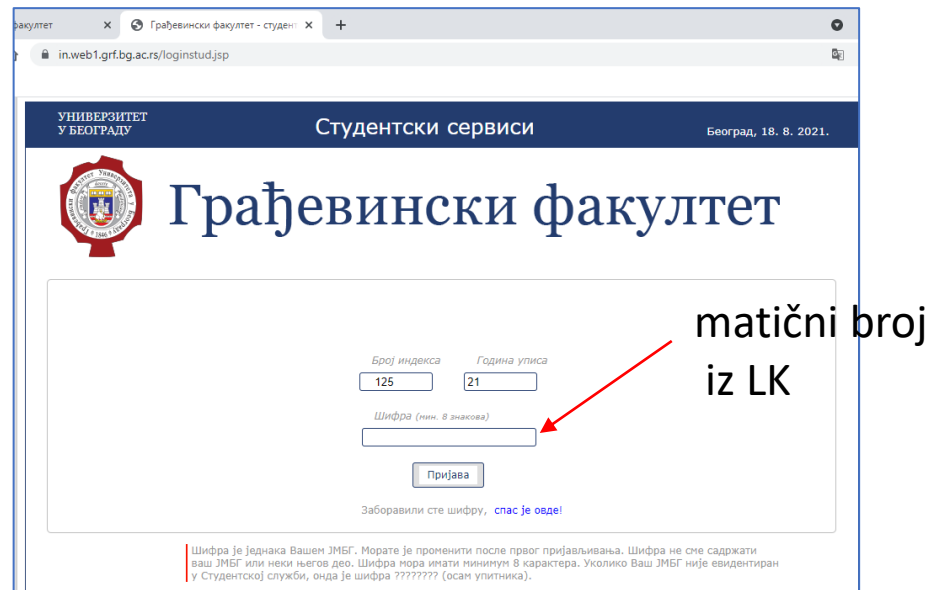 факултет
Грађевински факултет - студент
in.web1.grf.bg.ac.rs/loginstud.jsp
УНИВЕРЗИТЕТ
У БЕОГРАДУ
Студентски сервиси
Београд, 18. 8. 2021.
Грађевински факултет
matični broj
iz LK
Број индекса Година уписа
125 21
Шифра (мин. 8 знакова)
Пријава
Заборавили сте шифру, спас је овде!
Шифра је једнака Вашем ЈМБГ. Морате је променити после првог пријављивања. Шифра не сме садржати
ваш ЈМБГ или неки његов део. Шифра мора имати минимум 8 карактера. Уколико Ваш ЈМБГ није евидентиран
у Студентској служби, онда је шифра ???????? (осам упитника).